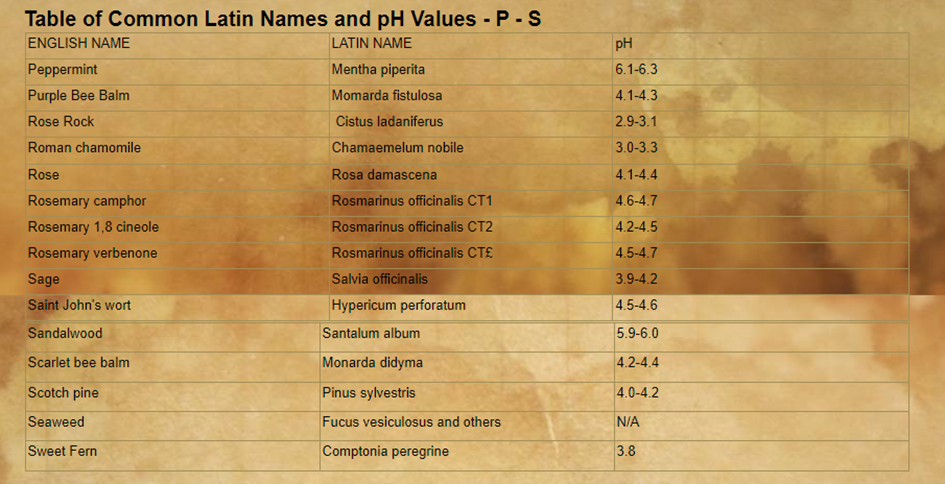 Table of Common Latin Names and pH Values - P - S
ENGLISH NAME LATIN NAME pH
Peppermint Mentha piperita 6.1-6.3
Purple Bee Balm Momarda fistulosa 4.1-4.3
Rose Rock Cistus ladaniferus 2.9-3.1
Roman chamomile Chamaemelum nobile 3.0-3.3
Rose Rosa damascena 4.1-4.4
Rosemary camphor Rosmarinus officinalis CT1 4.6-4.7
Rosemary 1,8 cineole Rosmarinus officinalis CT2 4.2-4.5
Rosemary verbenone Rosmarinus officinalis CT£ 4.5-4.7
Sage Salvia officinalis 3.9-4.2
Saint John's wort Hypericum perforatum 4.5-4.6
Sandalwood Santalum album 5.9-6.0
Scarlet bee balm Monarda didyma 4.2-4.4
Scotch pine Pinus sylvestris 4.0-4.2
Seaweed Fucus vesiculosus and others N/A
Sweet Fern Comptonia peregrine 3.8